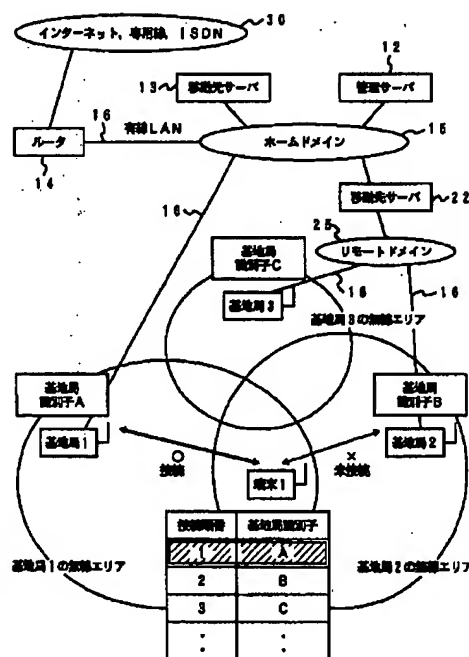 インターネット、専用線、ISDN
30
13
移動先サーバ
12
管理サーバ
16
有線LAN
ルータ
14
ホームドメイン
15
16
移動先サーバ
22
25
リモートドメイン
基地局
識別子C
基地局3
16
16
基地局3の無線エリア
基地局
識別子A
基地局1
基地局
識別子B
基地局2
○
接続
×
未接続
端末1
接続順番 基地局識別子
1 A
2 B
3 C
基地局1の無線エリア
基地局2の無線エリア